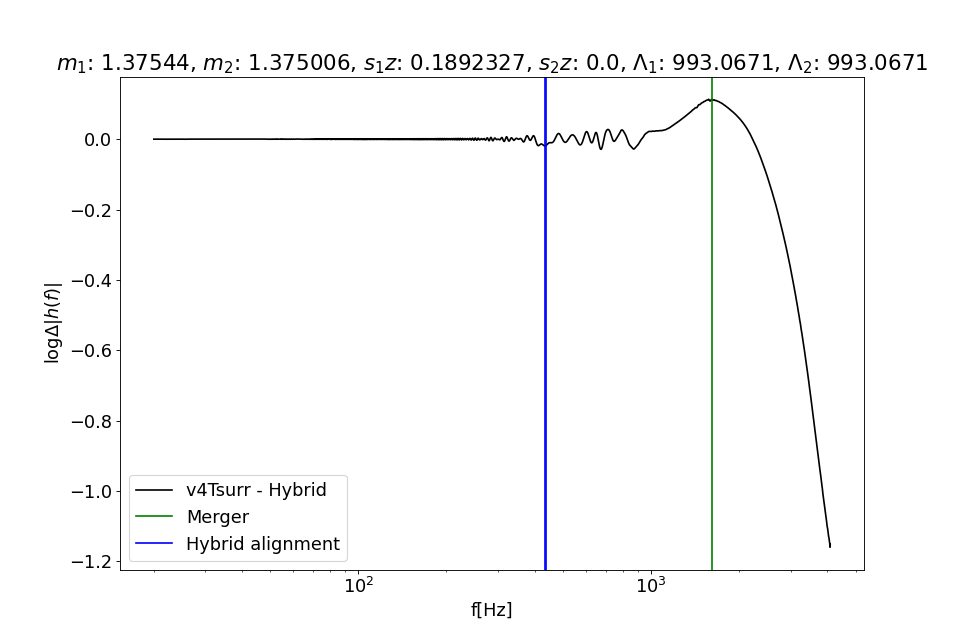 m₁: 1.37544, m₂: 1.375006, s₁z: 0.1892327, s₂z: 0.0, Λ₁: 993.0671, Λ₂: 993.0671
0.0
−0.2
−0.4
−0.6
−0.8
−1.0
−1.2
logΔ|h(f)|
v4Tsurr - Hybrid
Merger
Hybrid alignment
10² 10³
f[Hz]